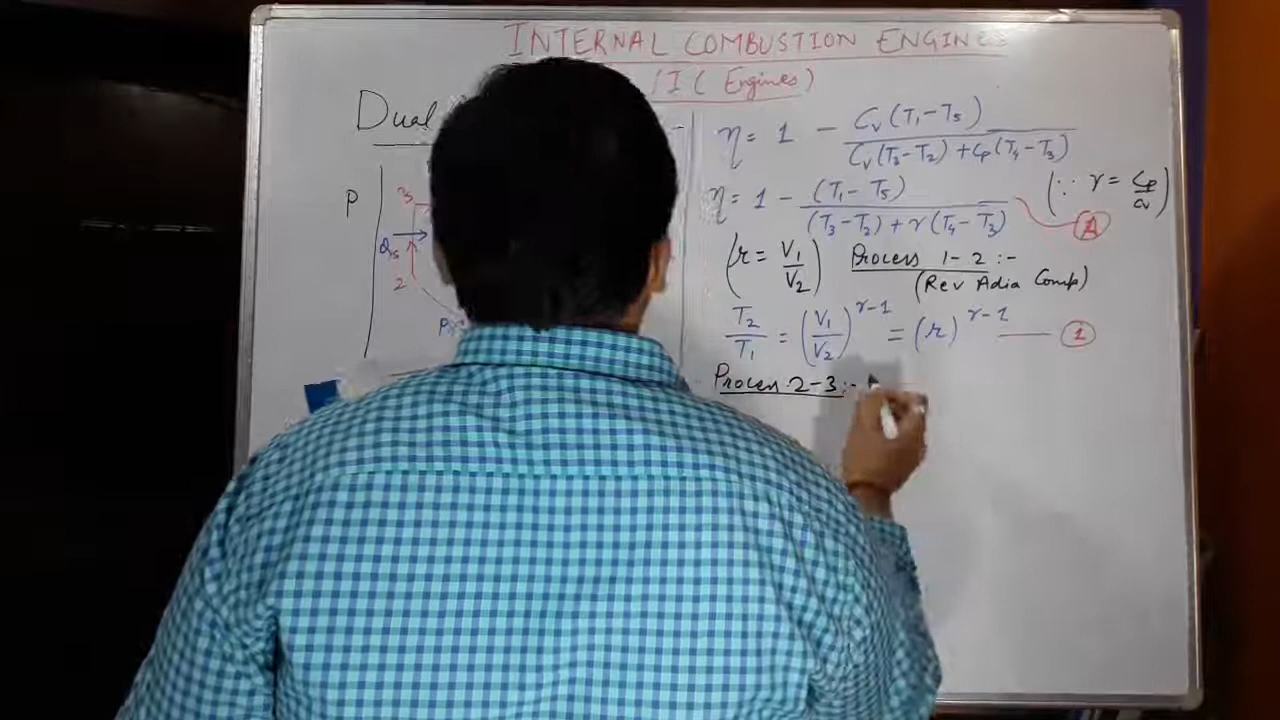 INTERNAL COMBUSTION ENGINE
(IC Engines)
Dual
P
3
Qs
2
η = 1 - Cv(T1-T5) / Cv(T3-T2) + Cp(T4-T3)
η = 1 - (T1-T5) / (T3-T2) + γ(T4-T3) A
(∵ γ = Cp/Cv)
(r = V1/V2) Process 1-2 :-
(Rev Adia Comp)
T2/T1 = (V1/V2)^γ-1 = (r)^γ-1 1
Process 2-3 :-